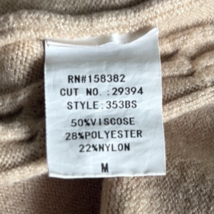 RN#158382
CUT NO.:29394
STYLE:353BS
50%VISCOSE
28%POLYESTER
22%NYLON
M